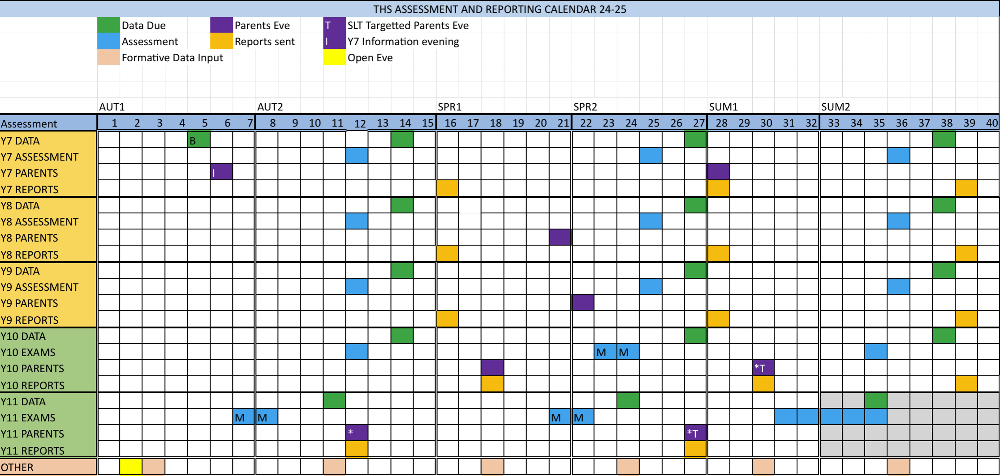 THS ASSESSMENT AND REPORTING CALENDAR 24-25
Data Due Parents Eve T SLT Targetted Parents Eve
Assessment Reports sent I Y7 Information evening
Formative Data Input Open Eve
AUT1 AUT2 SPR1 SPR2 SUM1 SUM2
Assessment 1 2 3 4 5 6 7 8 9 10 11 12 13 14 15 16 17 18 19 20 21 22 23 24 25 26 27 28 29 30 31 32 33 34 35 36 37 38 39 40
Y7 DATA B
Y7 ASSESSMENT
Y7 PARENTS I
Y7 REPORTS
Y8 DATA
Y8 ASSESSMENT
Y8 PARENTS
Y8 REPORTS
Y9 DATA
Y9 ASSESSMENT
Y9 PARENTS
Y9 REPORTS
Y10 DATA
Y10 EXAMS M M
Y10 PARENTS *T
Y10 REPORTS
Y11 DATA
Y11 EXAMS M M M M
Y11 PARENTS * *T
Y11 REPORTS
OTHER